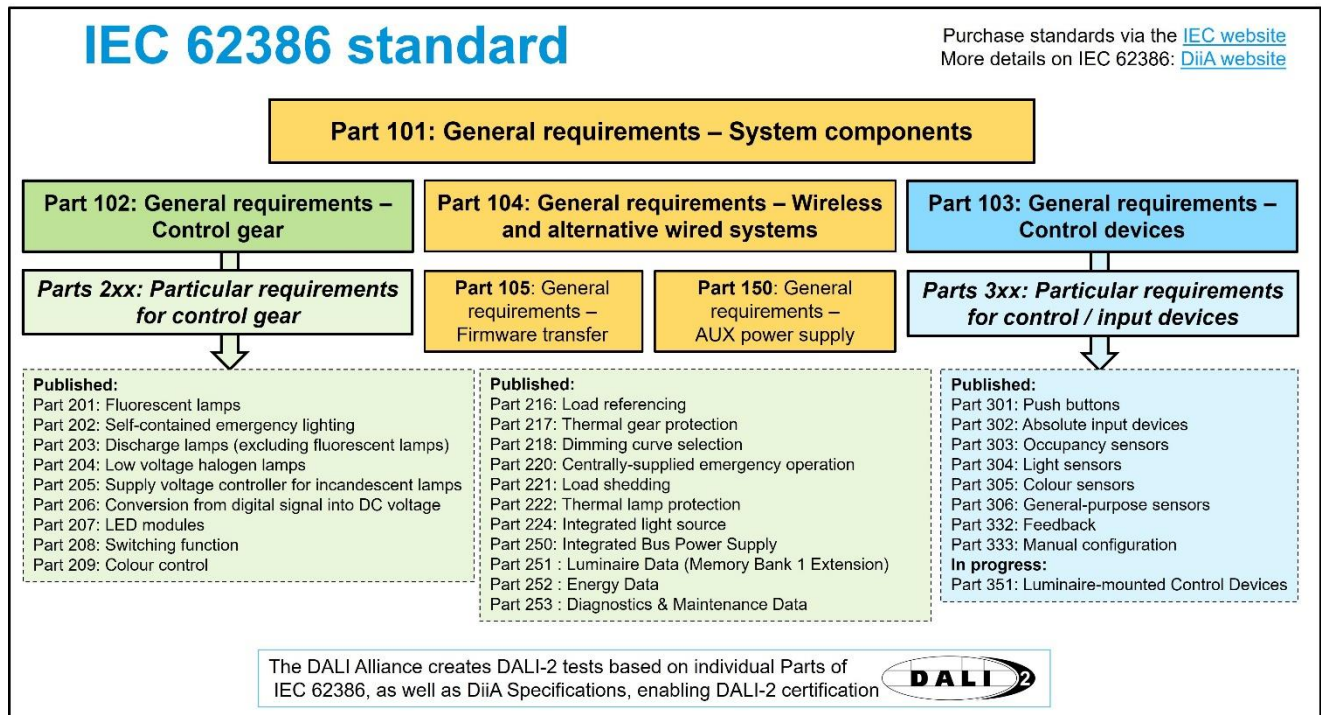 IEC 62386 standard
Purchase standards via the IEC website
More details on IEC 62386: DiiA website
Part 101: General requirements – System components
Part 102: General requirements –
Control gear
Part 104: General requirements – Wireless
and alternative wired systems
Part 103: General requirements –
Control devices
Parts 2xx: Particular requirements
for control gear
Part 105: General
requirements –
Firmware transfer
Part 150: General
requirements –
AUX power supply
Parts 3xx: Particular requirements
for control / input devices
Published:
Part 201: Fluorescent lamps
Part 202: Self-contained emergency lighting
Part 203: Discharge lamps (excluding fluorescent lamps)
Part 204: Low voltage halogen lamps
Part 205: Supply voltage controller for incandescent lamps
Part 206: Conversion from digital signal into DC voltage
Part 207: LED modules
Part 208: Switching function
Part 209: Colour control
Published:
Part 216: Load referencing
Part 217: Thermal gear protection
Part 218: Dimming curve selection
Part 220: Centrally-supplied emergency operation
Part 221: Load shedding
Part 222: Thermal lamp protection
Part 224: Integrated light source
Part 250: Integrated Bus Power Supply
Part 251 : Luminaire Data (Memory Bank 1 Extension)
Part 252 : Energy Data
Part 253 : Diagnostics & Maintenance Data
Published:
Part 301: Push buttons
Part 302: Absolute input devices
Part 303: Occupancy sensors
Part 304: Light sensors
Part 305: Colour sensors
Part 306: General-purpose sensors
Part 332: Feedback
Part 333: Manual configuration
In progress:
Part 351: Luminaire-mounted Control Devices
The DALI Alliance creates DALI-2 tests based on individual Parts of
IEC 62386, as well as DiiA Specifications, enabling DALI-2 certification
DALI 2